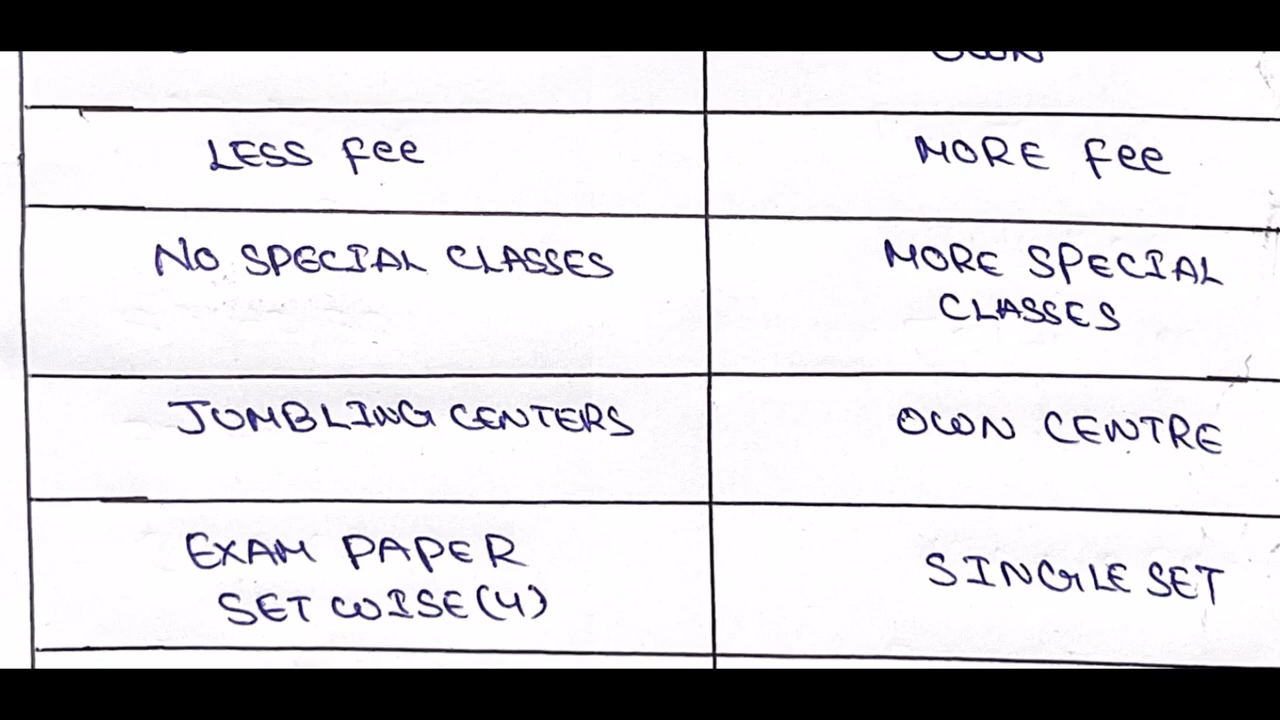 OWN
LESS Fee
MORE Fee
NO SPECIAL CLASSES
MORE SPECIAL
CLASSES
JUMBLING CENTERS
OWN CENTRE
EXAM PAPER
SET WISE (4)
SINGLE SET